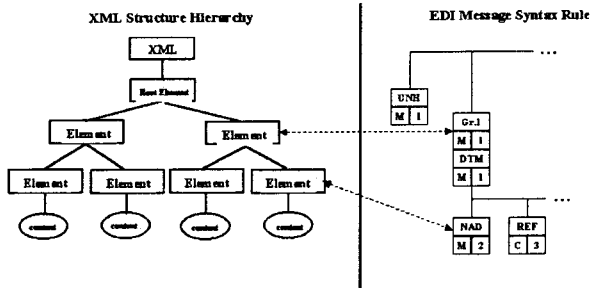 XML Structure Hierarchy
EDI Message Syntax Rule
XML
Root Element
Element
Element
Element
Element
Element
Element
content
content
content
content
...
UNH
M 1
Gr.1
M 1
DTM
M 1
...
NAD
M 2
REF
C 3